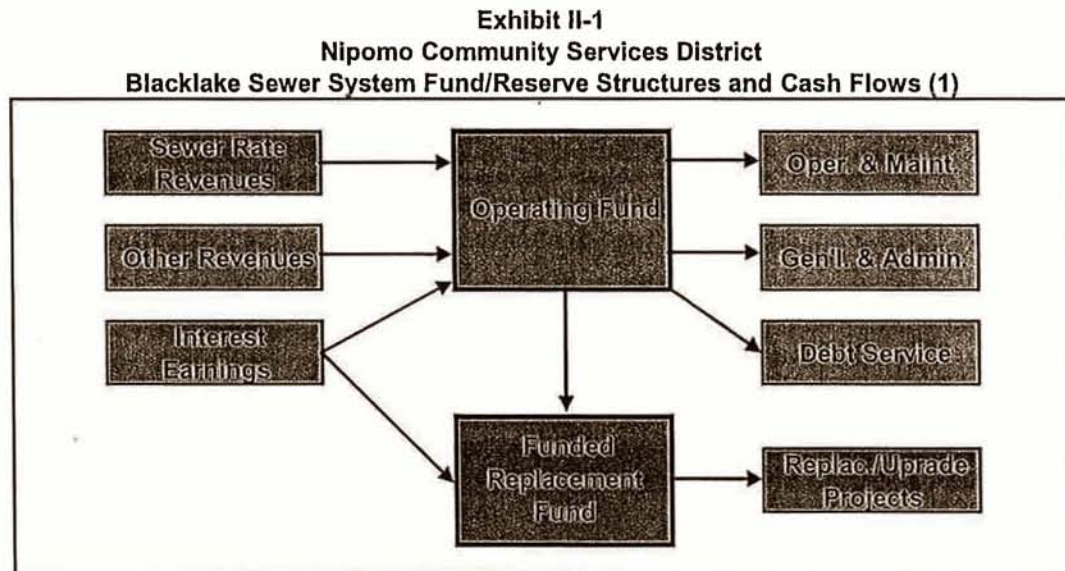 Exhibit II-1
Nipomo Community Services District
Blacklake Sewer System Fund/Reserve Structures and Cash Flows (1)
Sewer Rate
Revenues
Other Revenues
Interest
Earnings
Operating Fund
Funded
Replacement
Fund
Oper. & Maint.
Gen'l. & Admin.
Debt Service
Replac./Uprade
Projects